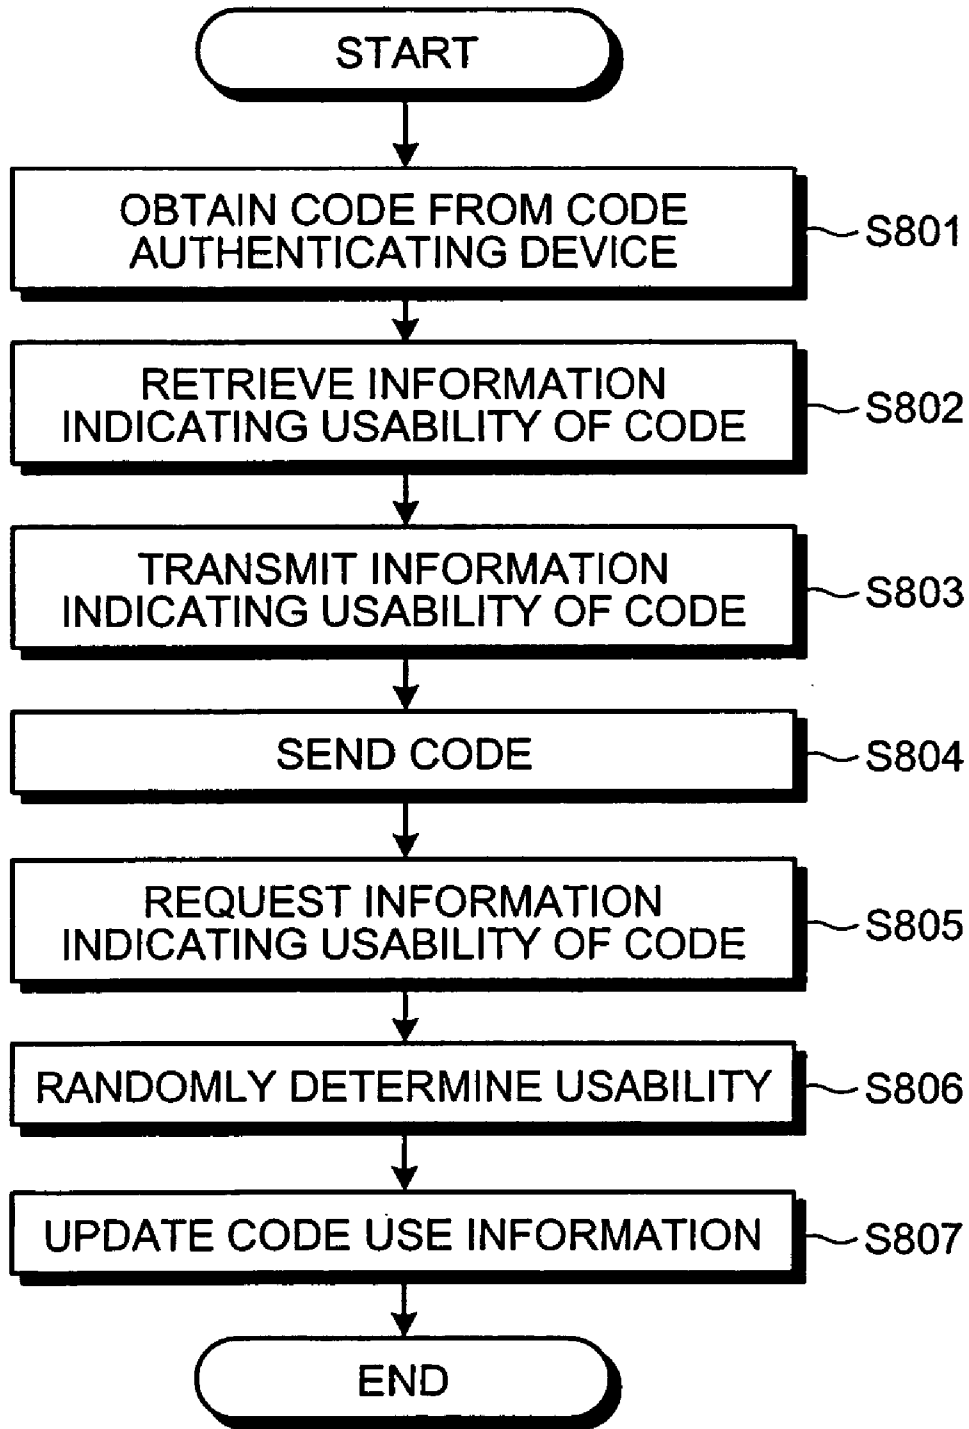 START
OBTAIN CODE FROM CODE
AUTHENTICATING DEVICE
S801
RETRIEVE INFORMATION
INDICATING USABILITY OF CODE
S802
TRANSMIT INFORMATION
INDICATING USABILITY OF CODE
S803
SEND CODE
S804
REQUEST INFORMATION
INDICATING USABILITY OF CODE
S805
RANDOMLY DETERMINE USABILITY
S806
UPDATE CODE USE INFORMATION
S807
END